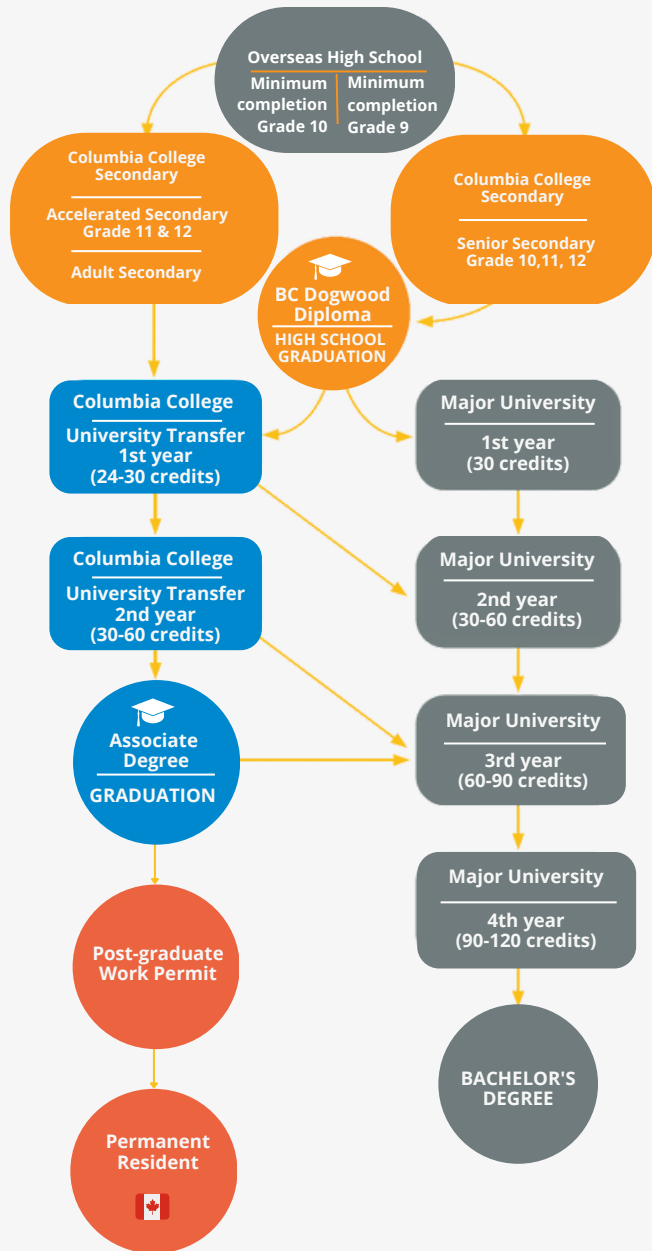 Overseas High School
Minimum
completion
Grade 10
Minimum
completion
Grade 9
Columbia College
Secondary
Accelerated Secondary
Grade 11 & 12
Adult Secondary
Columbia College
Secondary
Senior Secondary
Grade 10,11, 12
BC Dogwood
Diploma
HIGH SCHOOL
GRADUATION
Columbia College
University Transfer
1st year
(24-30 credits)
Major University
1st year
(30 credits)
Columbia College
University Transfer
2nd year
(30-60 credits)
Major University
2nd year
(30-60 credits)
Associate
Degree
GRADUATION
Major University
3rd year
(60-90 credits)
Major University
4th year
(90-120 credits)
Post-graduate
Work Permit
BACHELOR'S
DEGREE
Permanent
Resident